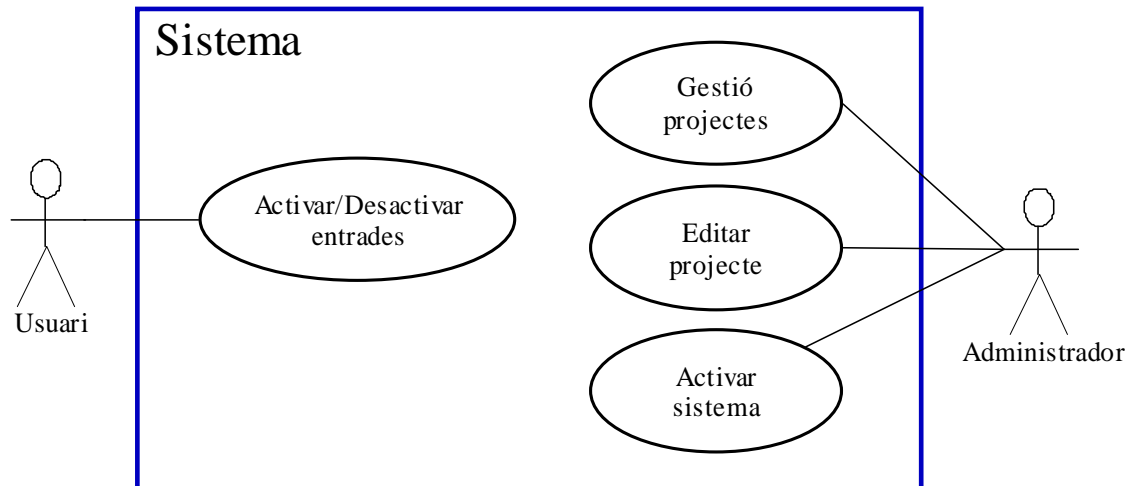 Sistema
Gestió
projectes
Activar/Desactivar
entrades
Editar
projecte
Usuari
Administrador
Activar
sistema